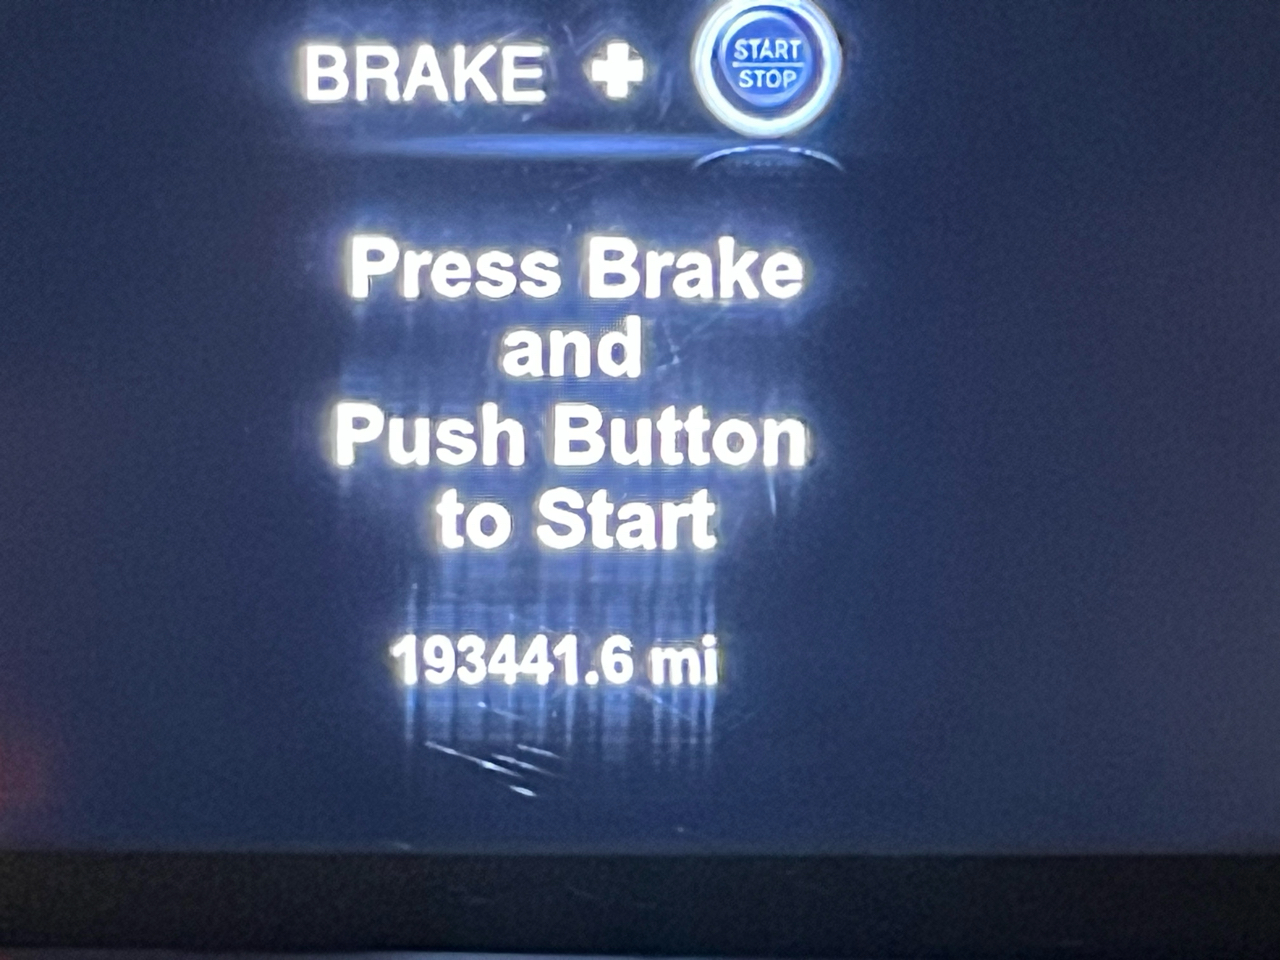 BRAKE + START
STOP
Press Brake
and
Push Button
to Start
193441.6 mi